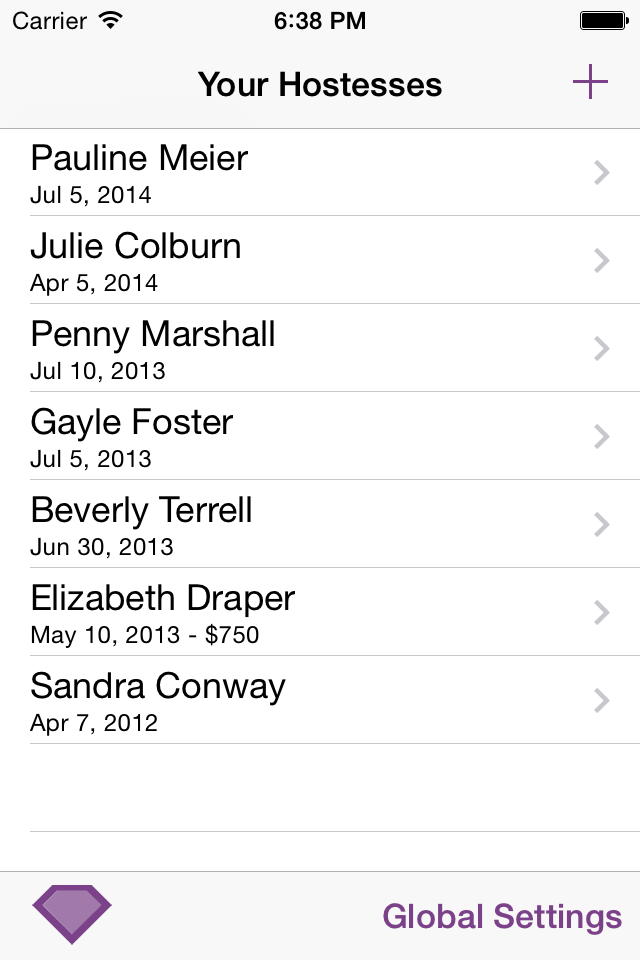 Carrier 6:38 PM
Your Hostesses
Pauline Meier
Jul 5, 2014
Julie Colburn
Apr 5, 2014
Penny Marshall
Jul 10, 2013
Gayle Foster
Jul 5, 2013
Beverly Terrell
Jun 30, 2013
Elizabeth Draper
May 10, 2013 - $750
Sandra Conway
Apr 7, 2012
Global Settings